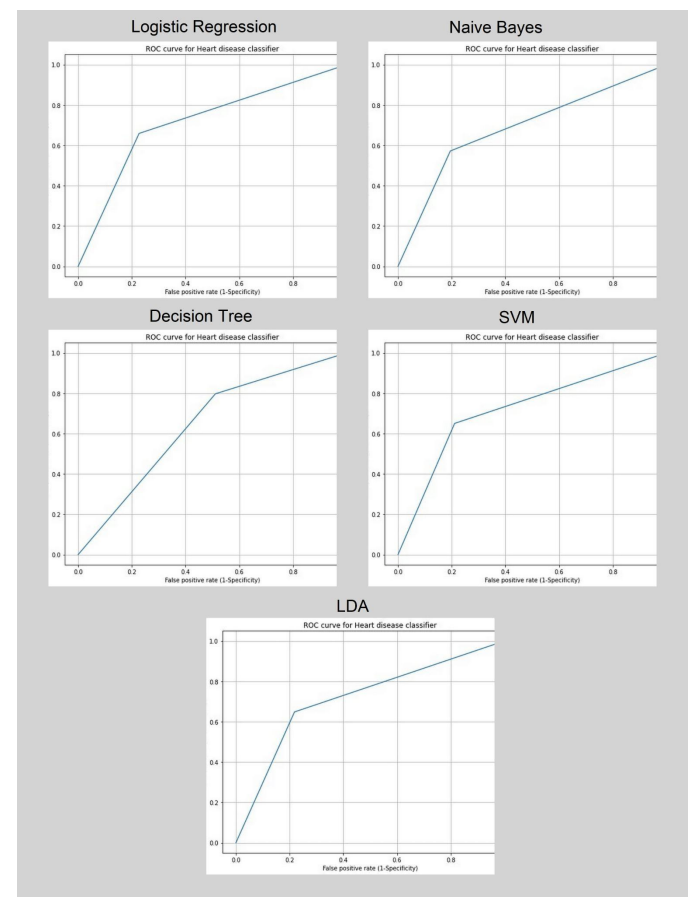 Logistic Regression
ROC curve for Heart disease classifier
1.0
0.8
0.6
0.4
0.2
0.0
0.0 0.2 0.4 0.6 0.8
False positive rate (1-Specificity)
Naive Bayes
ROC curve for Heart disease classifier
1.0
0.8
0.6
0.4
0.2
0.0
0.0 0.2 0.4 0.6 0.8
False positive rate (1-Specificity)
Decision Tree
ROC curve for Heart disease classifier
1.0
0.8
0.6
0.4
0.2
0.0
0.0 0.2 0.4 0.6 0.8
False positive rate (1-Specificity)
SVM
ROC curve for Heart disease classifier
1.0
0.8
0.6
0.4
0.2
0.0
0.0 0.2 0.4 0.6 0.8
False positive rate (1-Specificity)
LDA
ROC curve for Heart disease classifier
1.0
0.8
0.6
0.4
0.2
0.0
0.0 0.2 0.4 0.6 0.8
False positive rate (1-Specificity)